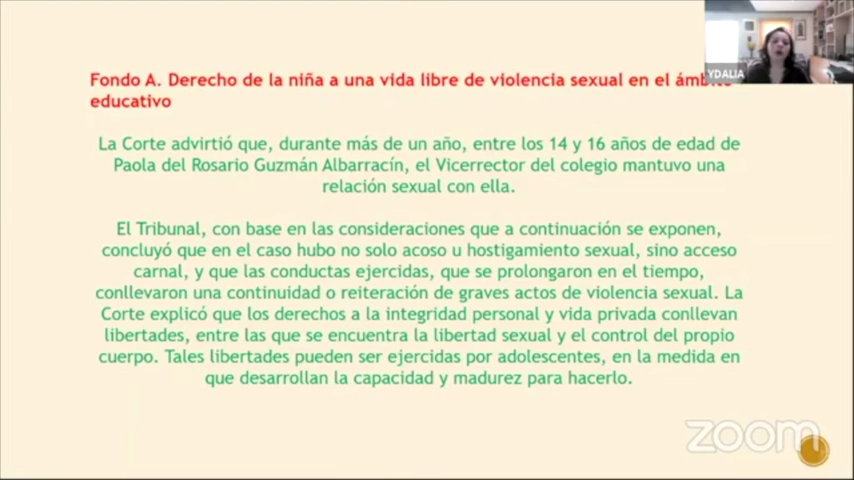 Fondo A. Derecho de la niña a una vida libre de violencia sexual en el ámbito
educativo
La Corte advirtió que, durante más de un año, entre los 14 y 16 años de edad de
Paola del Rosario Guzmán Albarracín, el Vicerrector del colegio mantuvo una
relación sexual con ella.
El Tribunal, con base en las consideraciones que a continuación se exponen,
concluyó que en el caso hubo no solo acoso u hostigamiento sexual, sino acceso
carnal, y que las conductas ejercidas, que se prolongaron en el tiempo,
conllevaron una continuidad o reiteración de graves actos de violencia sexual. La
Corte explicó que los derechos a la integridad personal y vida privada conllevan
libertades, entre las que se encuentra la libertad sexual y el control del propio
cuerpo. Tales libertades pueden ser ejercidas por adolescentes, en la medida en
que desarrollan la capacidad y madurez para hacerlo.
YDALIA
zoom